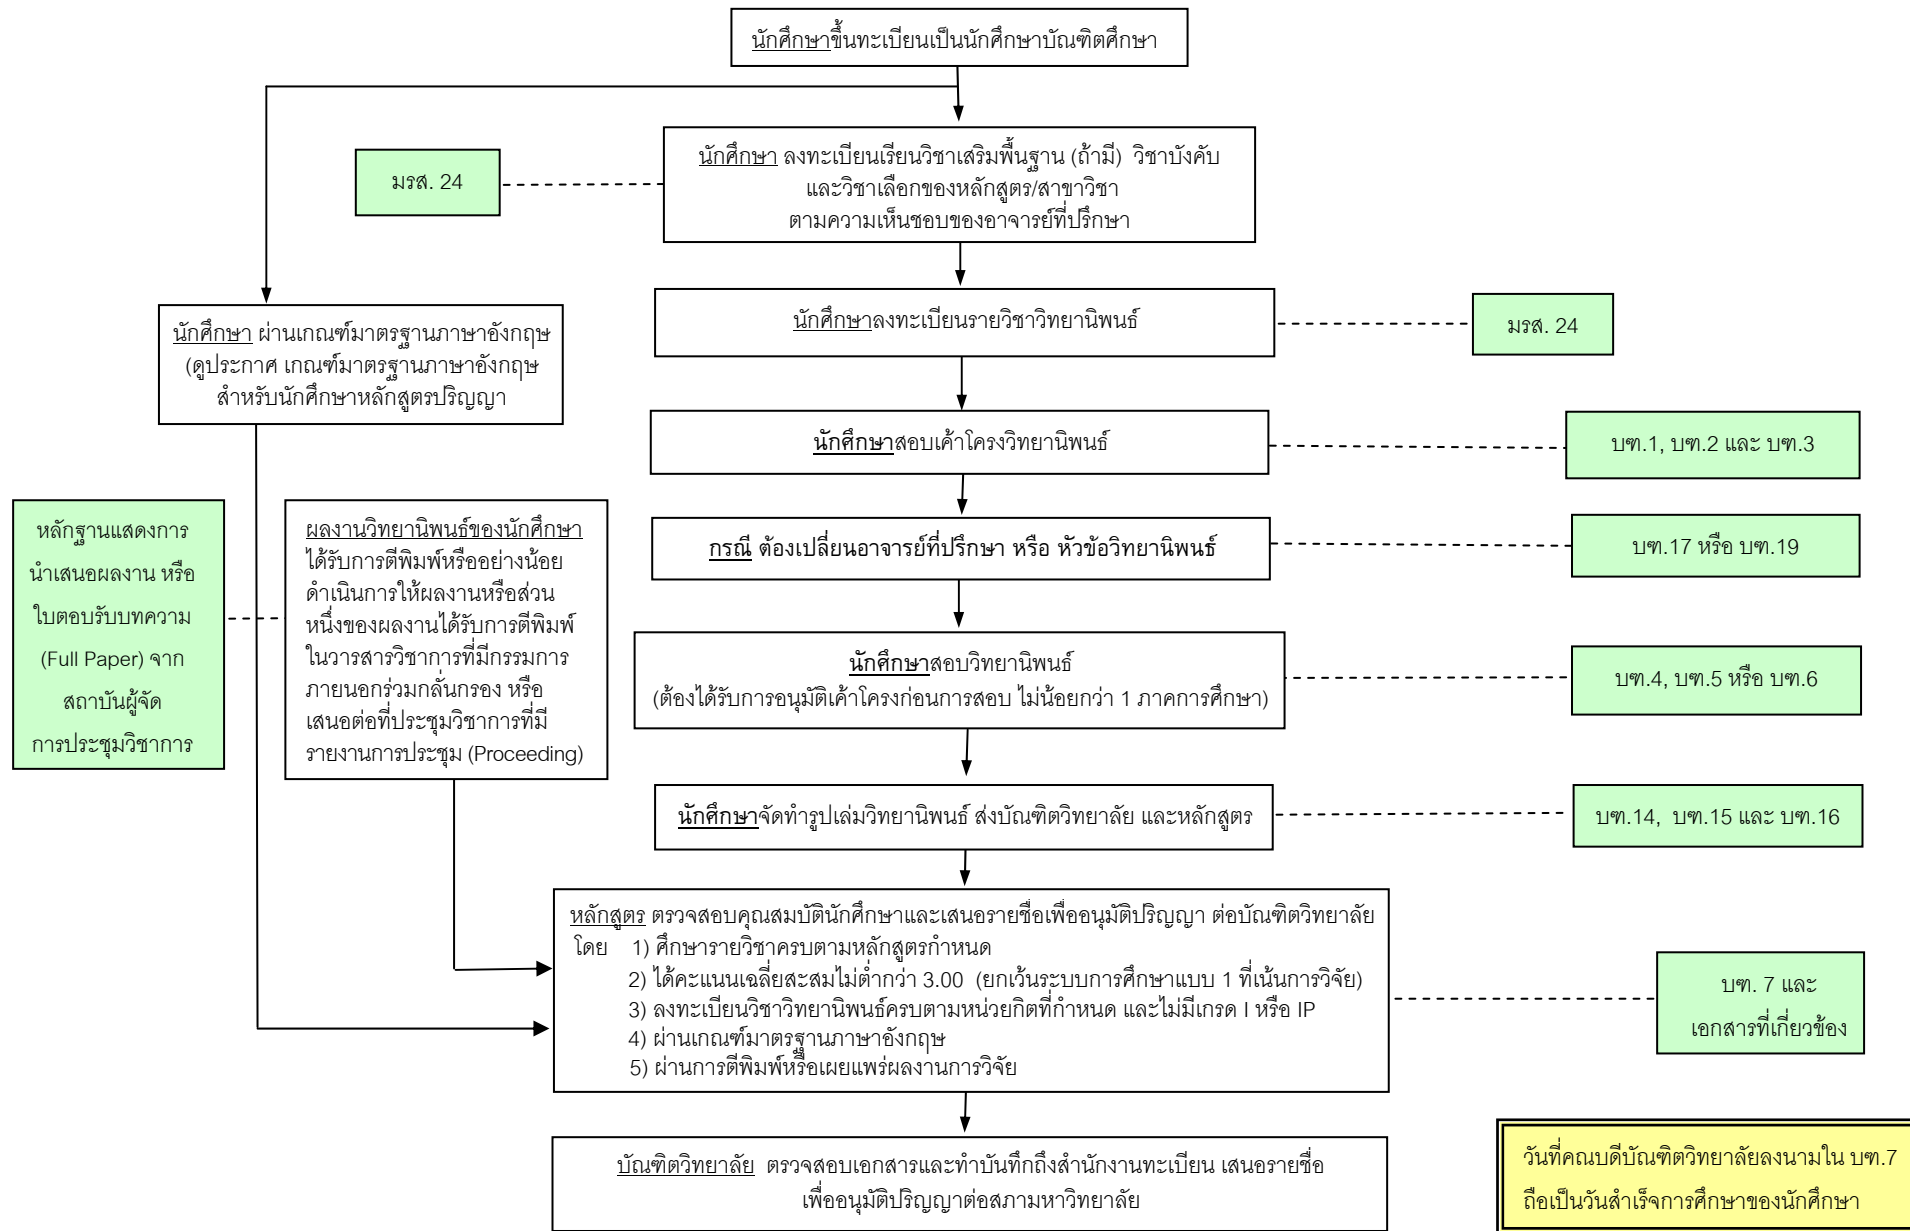 นักศึกษาขึ้นทะเบียนเป็นนักศึกษาบัณฑิตศึกษา
นักศึกษา ลงทะเบียนเรียนวิชาเสริมพื้นฐาน (ถ้ามี) วิชาบังคับ
และวิชาเลือกของหลักสูตร/สาขาวิชา
ตามความเห็นชอบของอาจารย์ที่ปรึกษา
มรส. 24
นักศึกษา ผ่านเกณฑ์มาตรฐานภาษาอังกฤษ
(ดูประกาศ เกณฑ์มาตรฐานภาษาอังกฤษ
สำหรับนักศึกษาหลักสูตรปริญญา
นักศึกษาลงทะเบียนรายวิชาวิทยานิพนธ์
มรส. 24
นักศึกษาสอบเค้าโครงวิทยานิพนธ์
บฑ.1, บฑ.2 และ บฑ.3
หลักฐานแสดงการ
นำเสนอผลงาน หรือ
ใบตอบรับบทความ
(Full Paper) จาก
สถาบันผู้จัด
การประชุมวิชาการ
ผลงานวิทยานิพนธ์ของนักศึกษา
ได้รับการตีพิมพ์หรืออย่างน้อย
ดำเนินการให้ผลงานหรือส่วน
หนึ่งของผลงานได้รับการตีพิมพ์
ในวารสารวิชาการที่มีกรรมการ
ภายนอกร่วมกลั่นกรอง หรือ
เสนอต่อที่ประชุมวิชาการที่มี
รายงานการประชุม (Proceeding)
กรณี ต้องเปลี่ยนอาจารย์ที่ปรึกษา หรือ หัวข้อวิทยานิพนธ์
บฑ.17 หรือ บฑ.19
นักศึกษาสอบวิทยานิพนธ์
(ต้องได้รับการอนุมัติเค้าโครงก่อนการสอบ ไม่น้อยกว่า 1 ภาคการศึกษา)
บฑ.4, บฑ.5 หรือ บฑ.6
นักศึกษาจัดทำรูปเล่มวิทยานิพนธ์ ส่งบัณฑิตวิทยาลัย และหลักสูตร
บฑ.14, บฑ.15 และ บฑ.16
หลักสูตร ตรวจสอบคุณสมบัตินักศึกษาและเสนอรายชื่อเพื่ออนุมัติปริญญา ต่อบัณฑิตวิทยาลัย
โดย 1) ศึกษารายวิชาครบตามหลักสูตรกำหนด
2) ได้คะแนนเฉลี่ยสะสมไม่ต่ำกว่า 3.00 (ยกเว้นระบบการศึกษาแบบ 1 ที่เน้นการวิจัย)
3) ลงทะเบียนวิชาวิทยานิพนธ์ครบตามหน่วยกิตที่กำหนด และไม่มีเกรด I หรือ IP
4) ผ่านเกณฑ์มาตรฐานภาษาอังกฤษ
5) ผ่านการตีพิมพ์หรือเผยแพร่ผลงานการวิจัย
บฑ. 7 และ
เอกสารที่เกี่ยวข้อง
บัณฑิตวิทยาลัย ตรวจสอบเอกสารและทำบันทึกถึงสำนักงานทะเบียน เสนอรายชื่อ
เพื่ออนุมัติปริญญาต่อสภามหาวิทยาลัย
วันที่คณบดีบัณฑิตวิทยาลัยลงนามใน บฑ.7
ถือเป็นวันสำเร็จการศึกษาของนักศึกษา